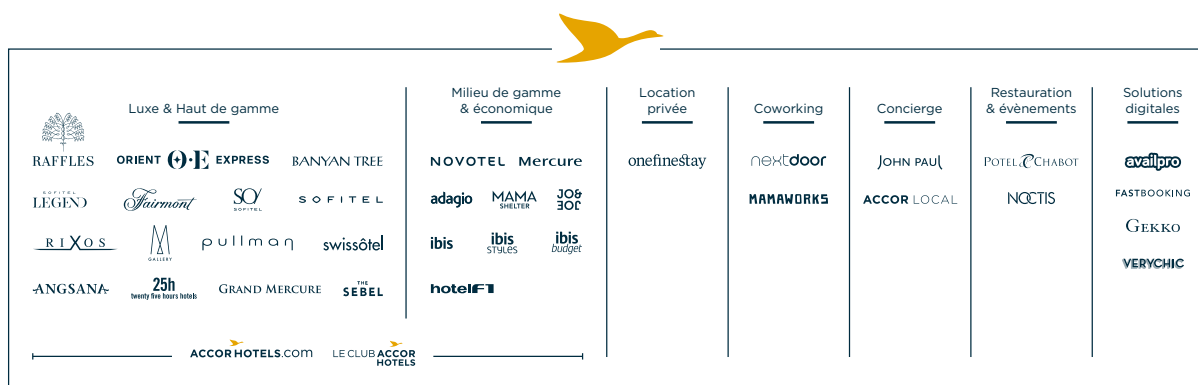 Luxe & Haut de gamme
RAFFLES
ORIENT O·E EXPRESS
BANYAN TREE
SOFITEL
LEGEND
Fairmont
SO/
SOFITEL
SOFITEL
RIXOS
M
GALLERY
pullman
swissôtel
ANGSANA
25h
twenty five hours hotels
GRAND MERCURE
THE
SEBEL
Milieu de gamme
& économique
NOVOTEL
Mercure
adagio
MAMA
SHELTER
JO&
JOE
ibis
ibis
STYLES
ibis
budget
hotelF1
ACCORHOTELS.com
LE CLUB ACCOR
HOTELS
Location
privée
onefinestay
Coworking
nextdoor
MAMAWORKS
Concierge
JOHN PAUL
ACCOR LOCAL
Restauration
& évènements
POTEL & CHABOT
NOCTIS
Solutions
digitales
availpro
FASTBOOKING
GEKKO
VERYCHIC